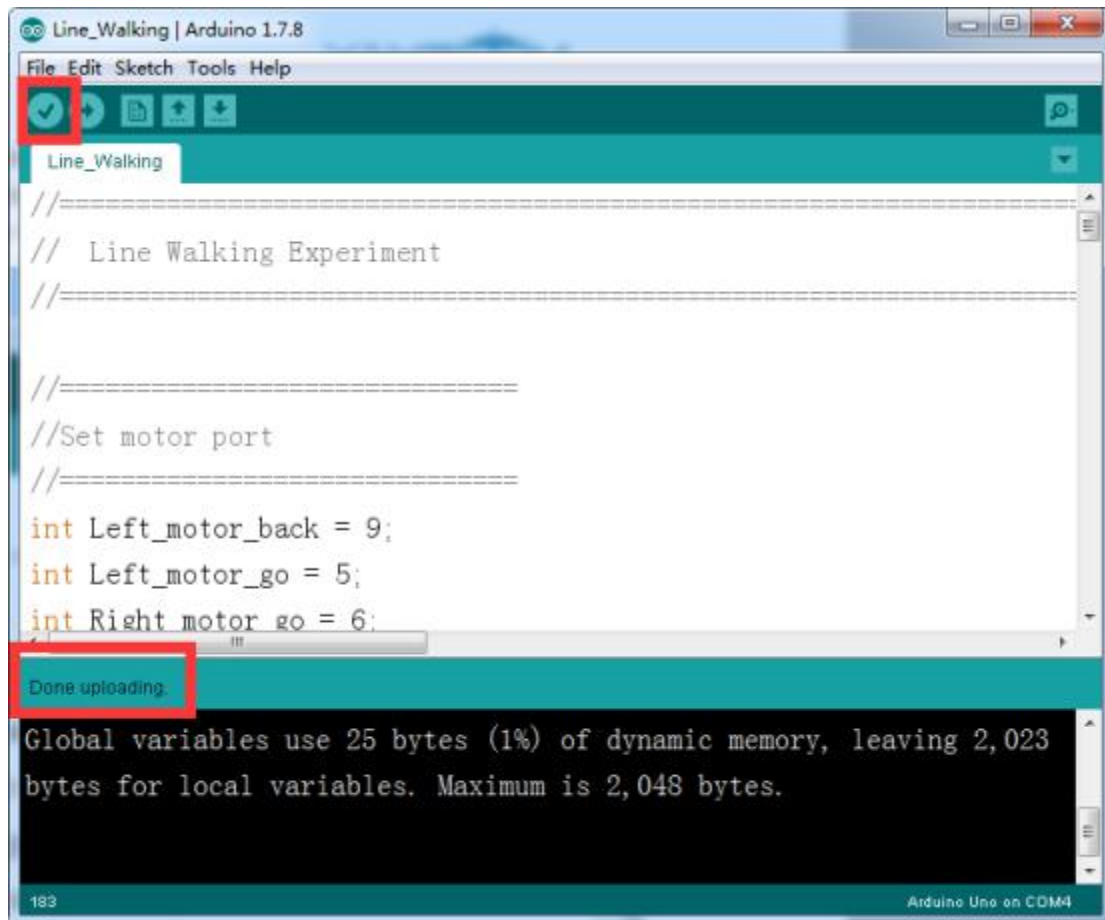 Line_Walking | Arduino 1.7.8
File Edit Sketch Tools Help
Line_Walking
//==================================================================
// Line Walking Experiment
//==================================================================
//==============================
//Set motor port
//==============================
int Left_motor_back = 9;
int Left_motor_go = 5;
int Right_motor_go = 6;
Done uploading.
Global variables use 25 bytes (1%) of dynamic memory, leaving 2,023
bytes for local variables. Maximum is 2,048 bytes.
183
Arduino Uno on COM4